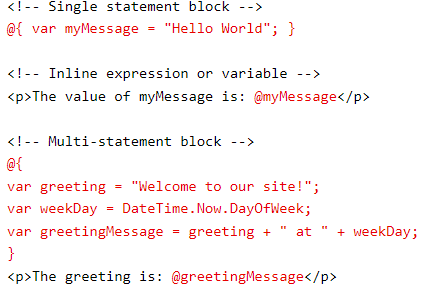 <!-- Single statement block -->
@{ var myMessage = "Hello World"; }
<!-- Inline expression or variable -->
<p>The value of myMessage is: @myMessage</p>
<!-- Multi-statement block -->
@{
var greeting = "Welcome to our site!";
var weekDay = DateTime.Now.DayOfWeek;
var greetingMessage = greeting + " at " + weekDay;
}
<p>The greeting is: @greetingMessage</p>